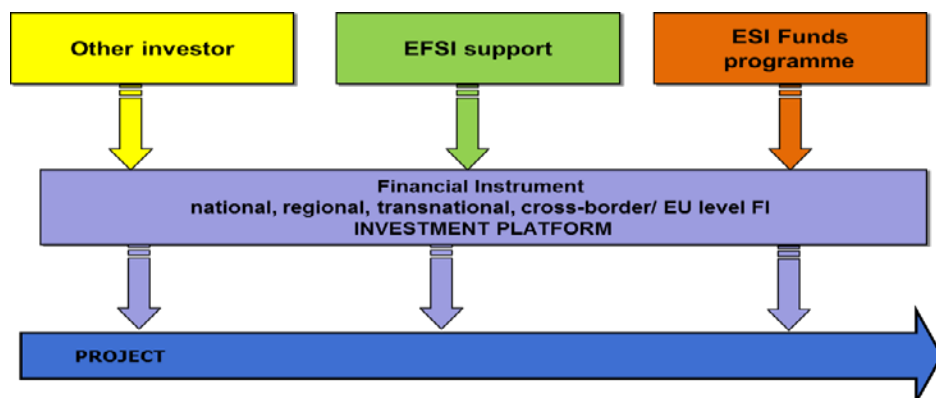 Other investor
EFSI support
ESI Funds
programme
Financial Instrument
national, regional, transnational, cross-border/ EU level FI
INVESTMENT PLATFORM
PROJECT